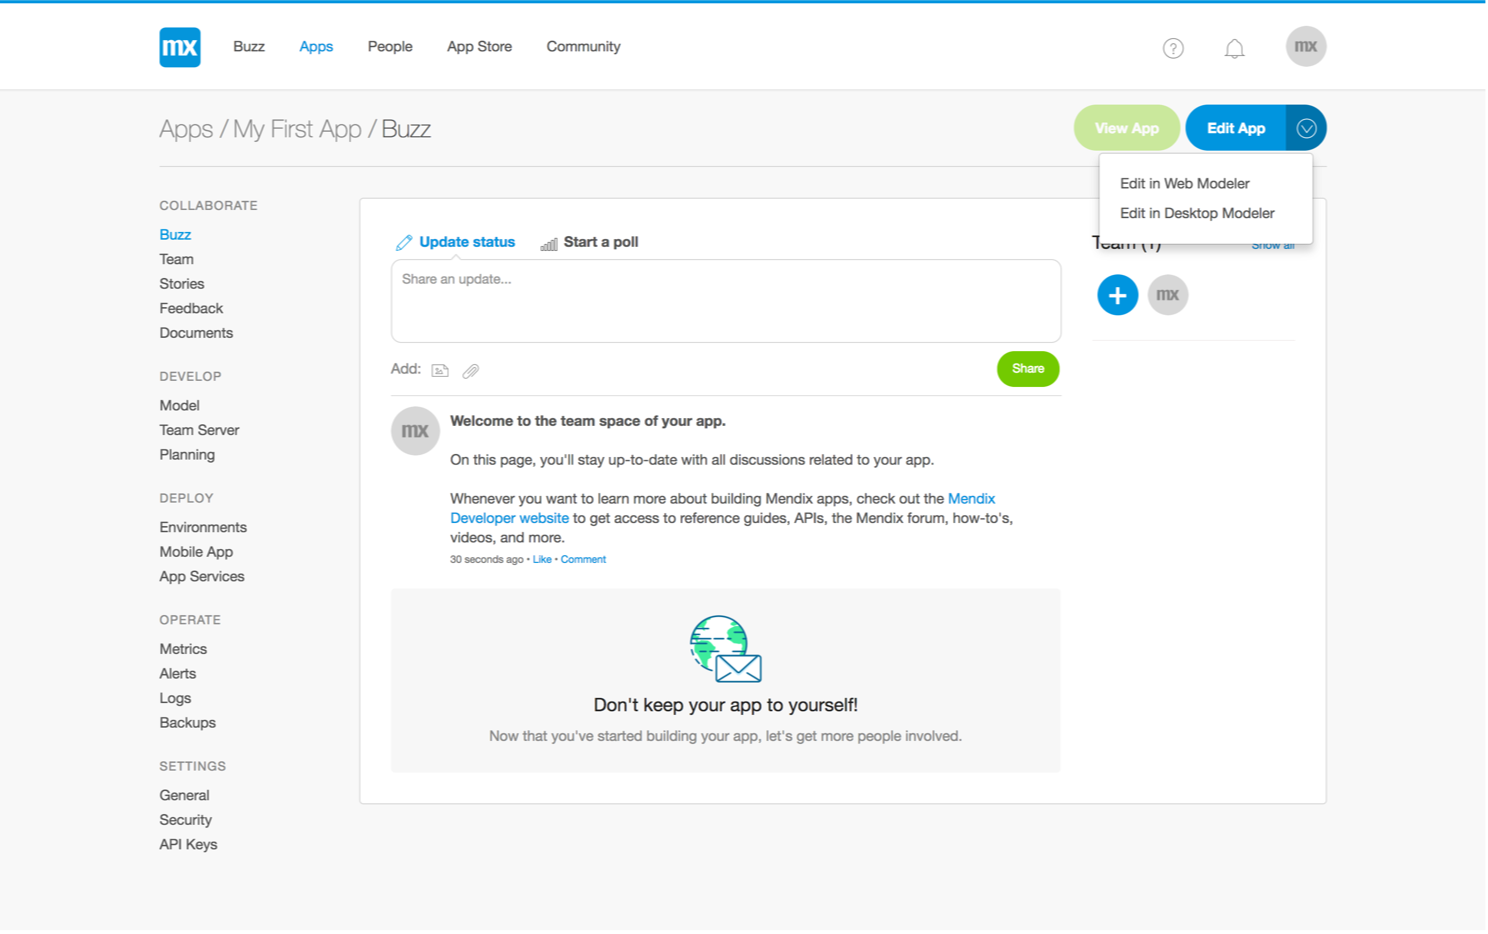 mx
Buzz
Apps
People
App Store
Community
?
mx
Apps / My First App / Buzz
View App
Edit App
Edit in Web Modeler
Edit in Desktop Modeler
COLLABORATE
Buzz
Team
Stories
Feedback
Documents
DEVELOP
Model
Team Server
Planning
DEPLOY
Environments
Mobile App
App Services
OPERATE
Metrics
Alerts
Logs
Backups
SETTINGS
General
Security
API Keys
Update status
Start a poll
Share an update...
Add:
Share
mx
Welcome to the team space of your app.
On this page, you'll stay up-to-date with all discussions related to your app.
Whenever you want to learn more about building Mendix apps, check out the Mendix
Developer website to get access to reference guides, APIs, the Mendix forum, how-to's,
videos, and more.
30 seconds ago • Like • Comment
Don't keep your app to yourself!
Now that you've started building your app, let's get more people involved.
Team (1)
Show all
+
mx